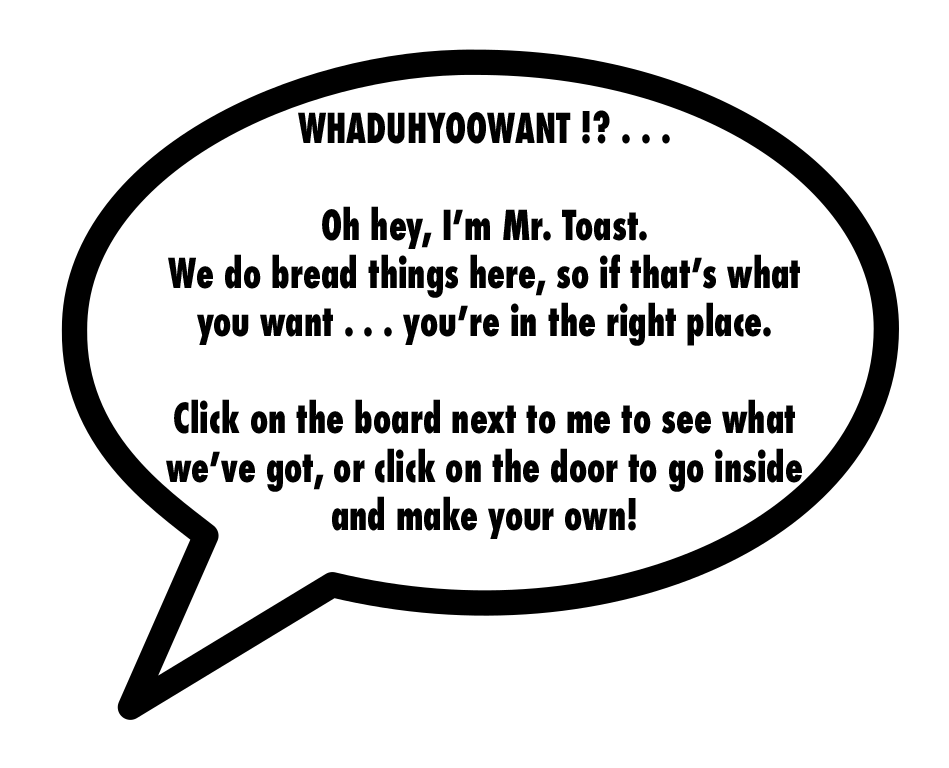 WHADUHYOOWANT !? . . .
Oh hey, I’m Mr. Toast.
We do bread things here, so if that’s what
you want . . . you’re in the right place.
Click on the board next to me to see what
we’ve got, or click on the door to go inside
and make your own!